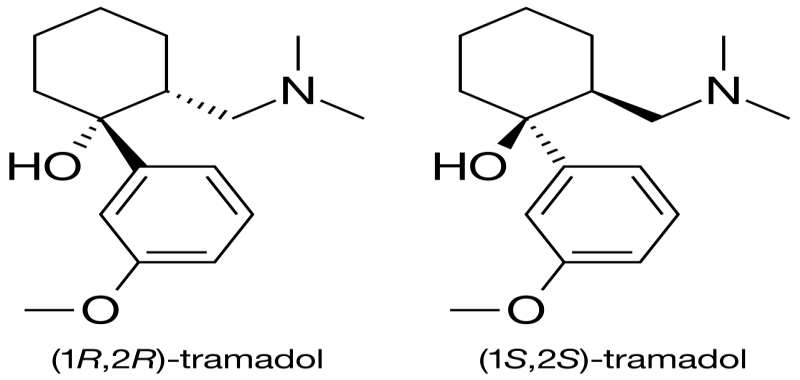 N N
HO HO
O O
(1R,2R)-tramadol (1S,2S)-tramadol